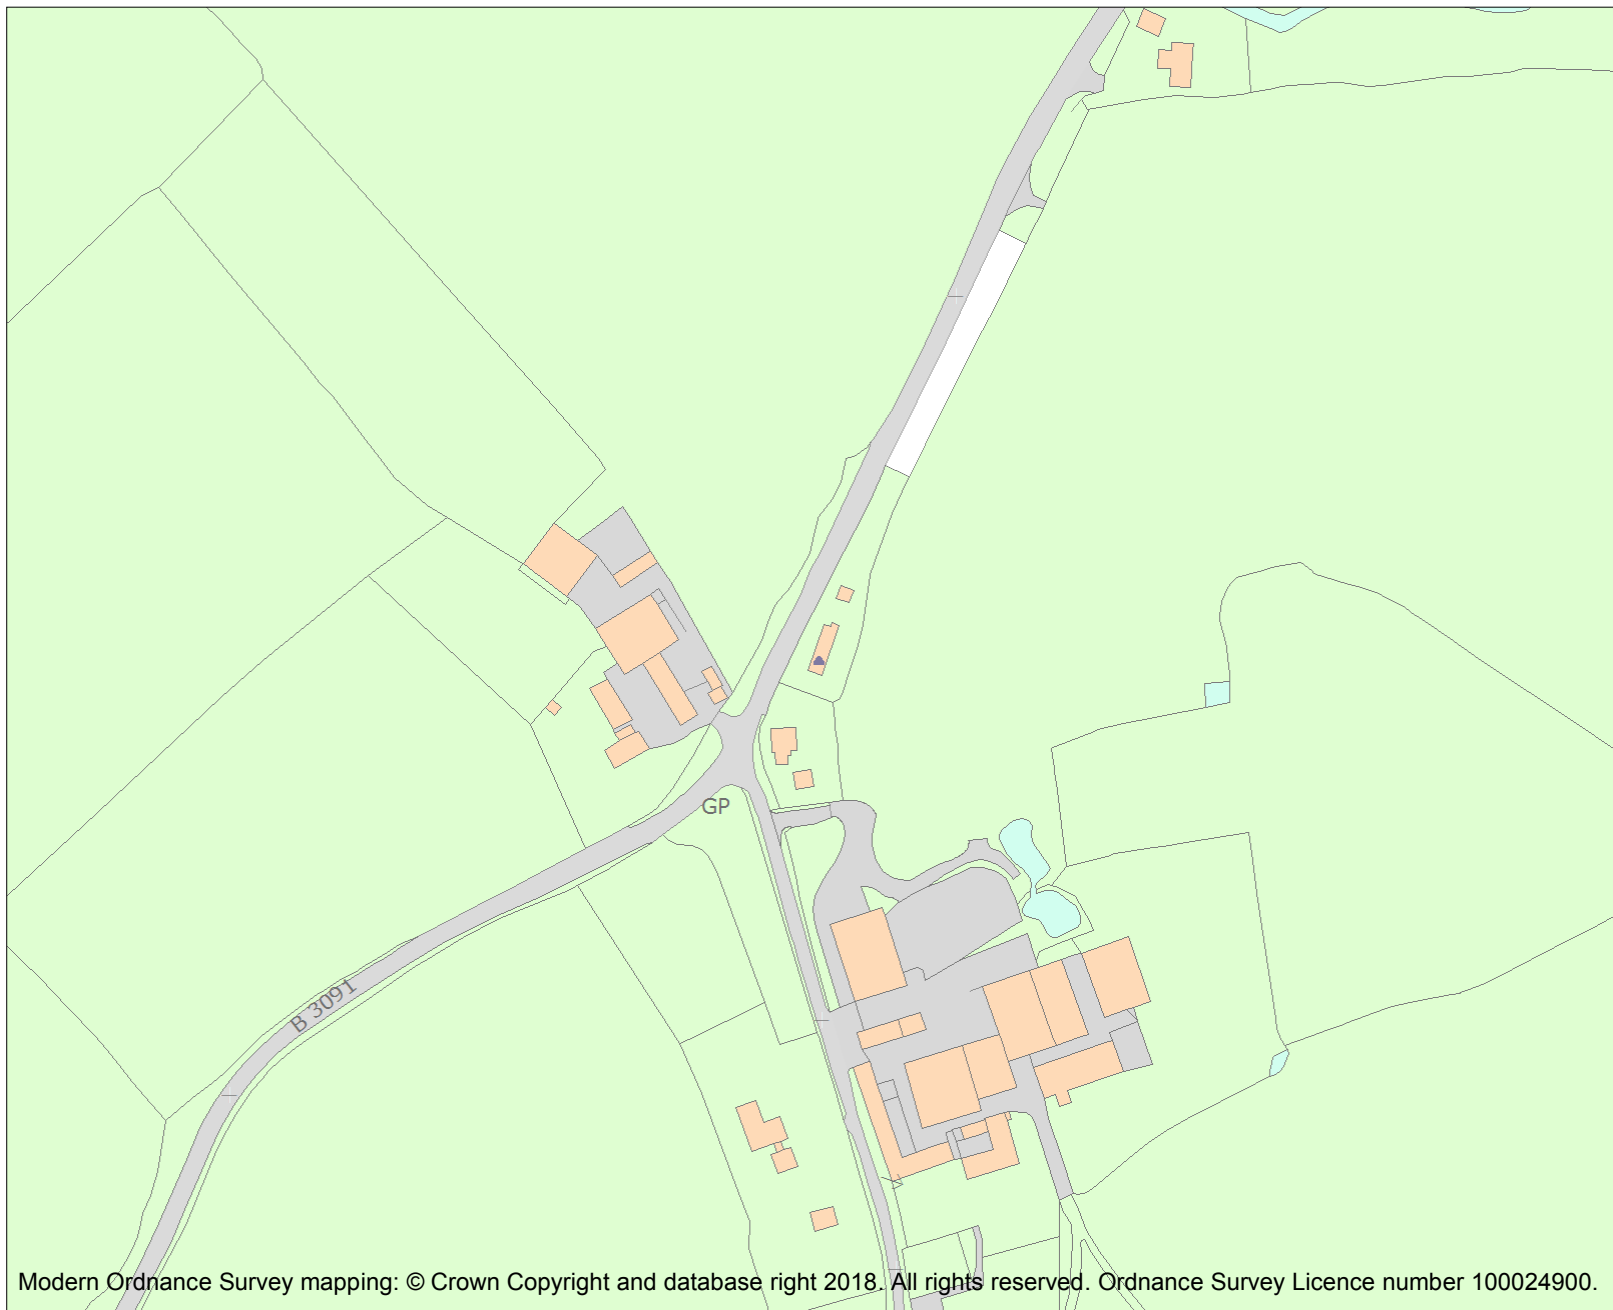 GP
B 3091
Modern Ordnance Survey mapping: © Crown Copyright and database right 2018. All rights reserved. Ordnance Survey Licence number 100024900.